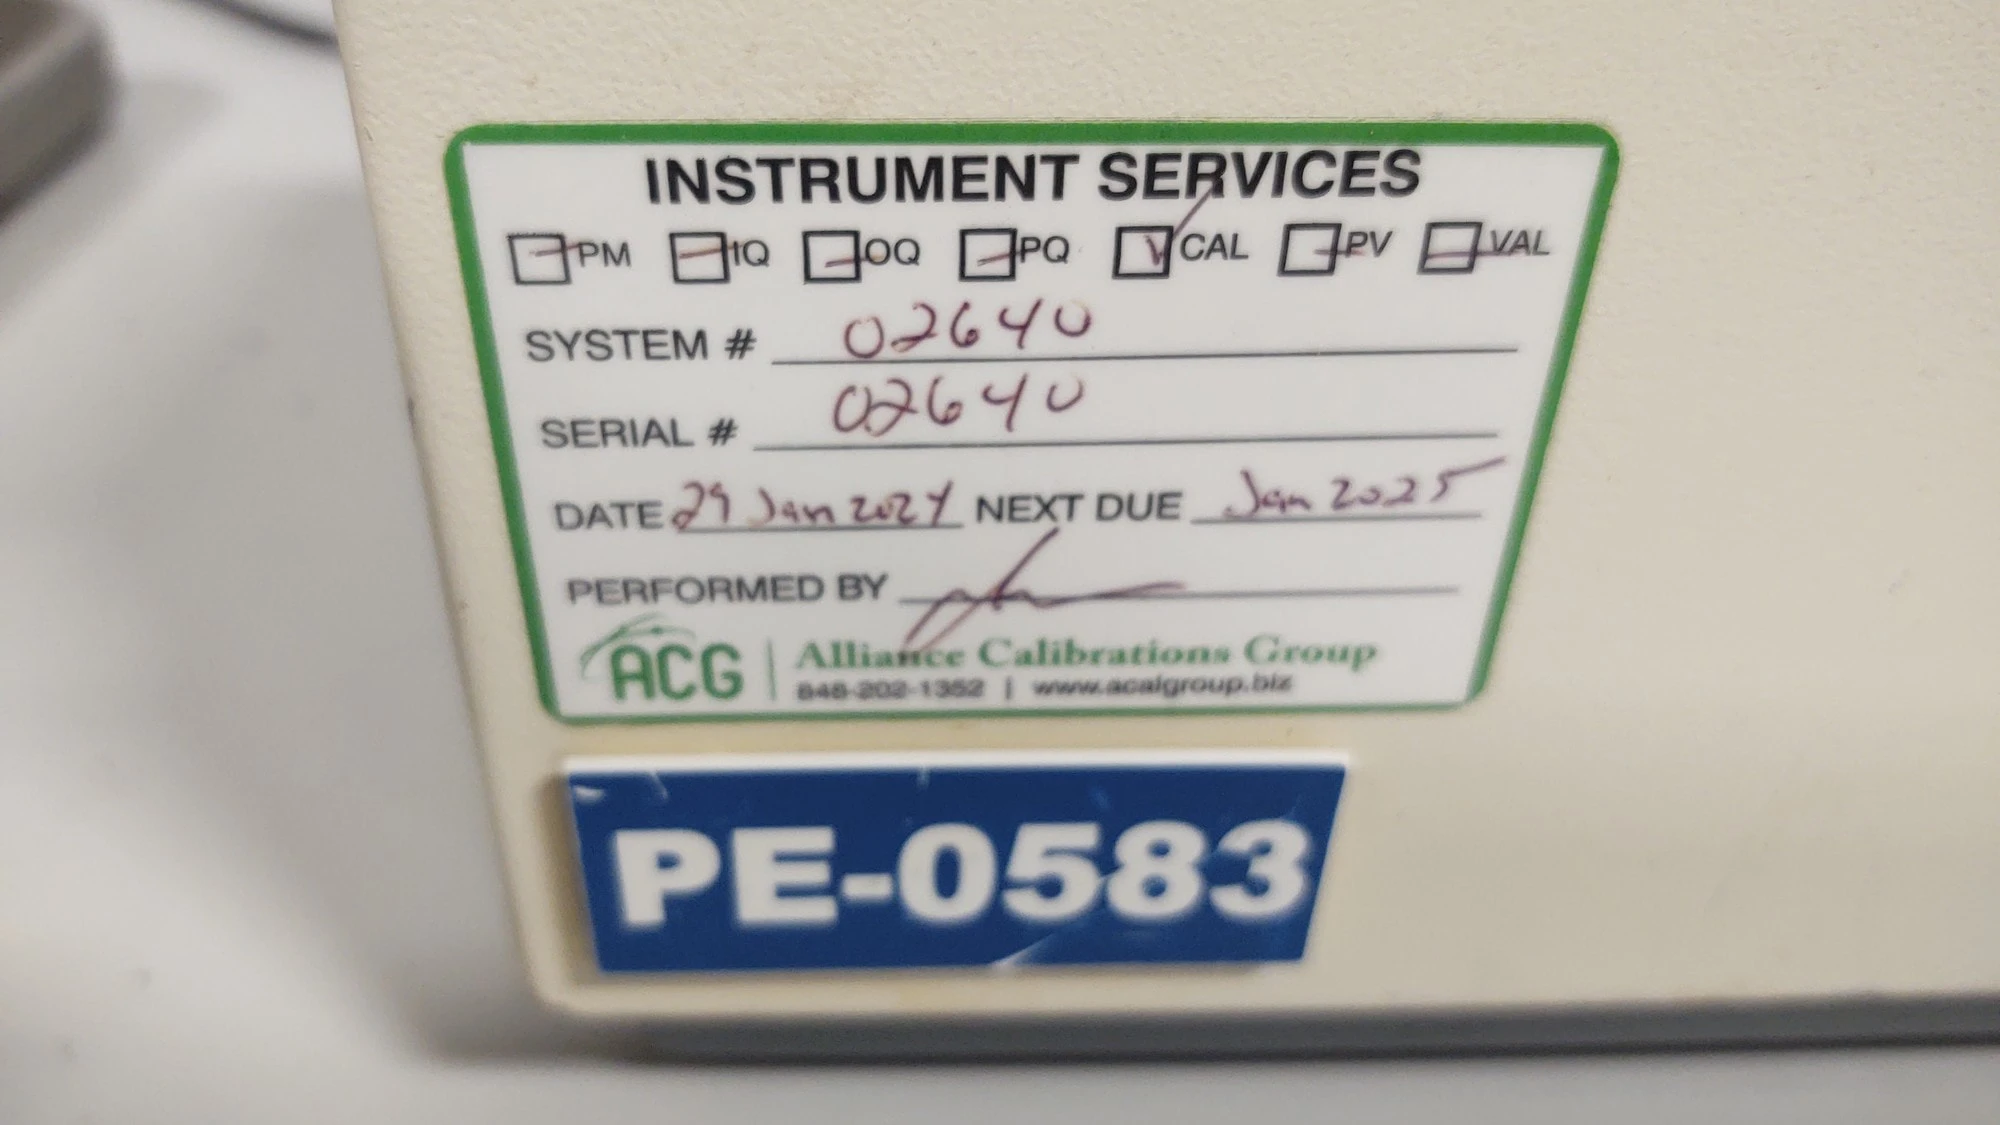 INSTRUMENT SERVICES
PM IQ OQ PQ CAL PV VAL
SYSTEM # 02640
SERIAL # 02640
DATE 29 Jan 2024 NEXT DUE Jan 2025
PERFORMED BY
ACG | Alliance Calibrations Group
848-202-1352 | www.acalgroup.biz
PE-0583